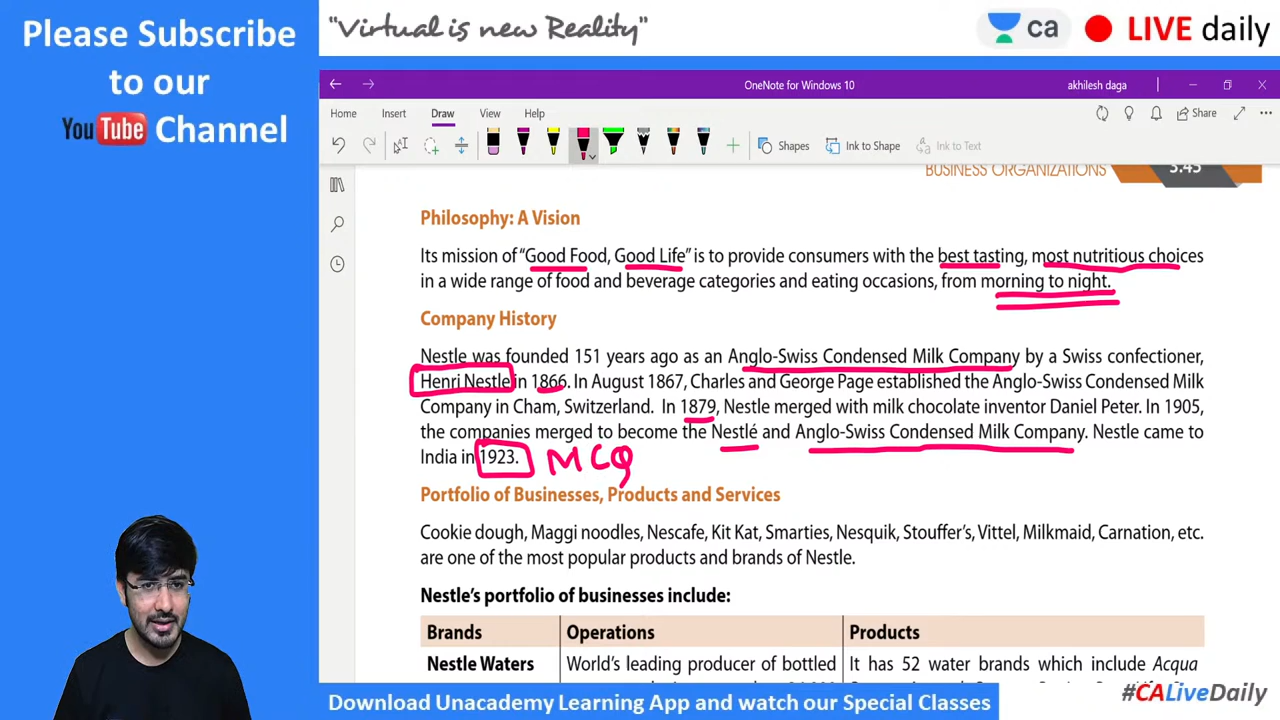 Please Subscribe
to our
YouTube Channel
"Virtual is new Reality"
ca
LIVE daily
OneNote for Windows 10
akhilesh daga
Home
Insert
Draw
View
Help
Share
Shapes
Ink to Shape
Ink to Text
BUSINESS ORGANIZATIONS
3.45
Philosophy: A Vision
Its mission of “Good Food, Good Life” is to provide consumers with the best tasting, most nutritious choices
in a wide range of food and beverage categories and eating occasions, from morning to night.
Company History
Nestle was founded 151 years ago as an Anglo-Swiss Condensed Milk Company by a Swiss confectioner,
Henri Nestle in 1866. In August 1867, Charles and George Page established the Anglo-Swiss Condensed Milk
Company in Cham, Switzerland. In 1879, Nestle merged with milk chocolate inventor Daniel Peter. In 1905,
the companies merged to become the Nestlé and Anglo-Swiss Condensed Milk Company. Nestle came to
India in 1923. MCQ
Portfolio of Businesses, Products and Services
Cookie dough, Maggi noodles, Nescafe, Kit Kat, Smarties, Nesquik, Stouffer’s, Vittel, Milkmaid, Carnation, etc.
are one of the most popular products and brands of Nestle.
Nestle’s portfolio of businesses include:
Brands
Operations
Products
Nestle Waters
World’s leading producer of bottled
It has 52 water brands which include Acqua
Download Unacademy Learning App and watch our Special Classes
#CALiveDaily